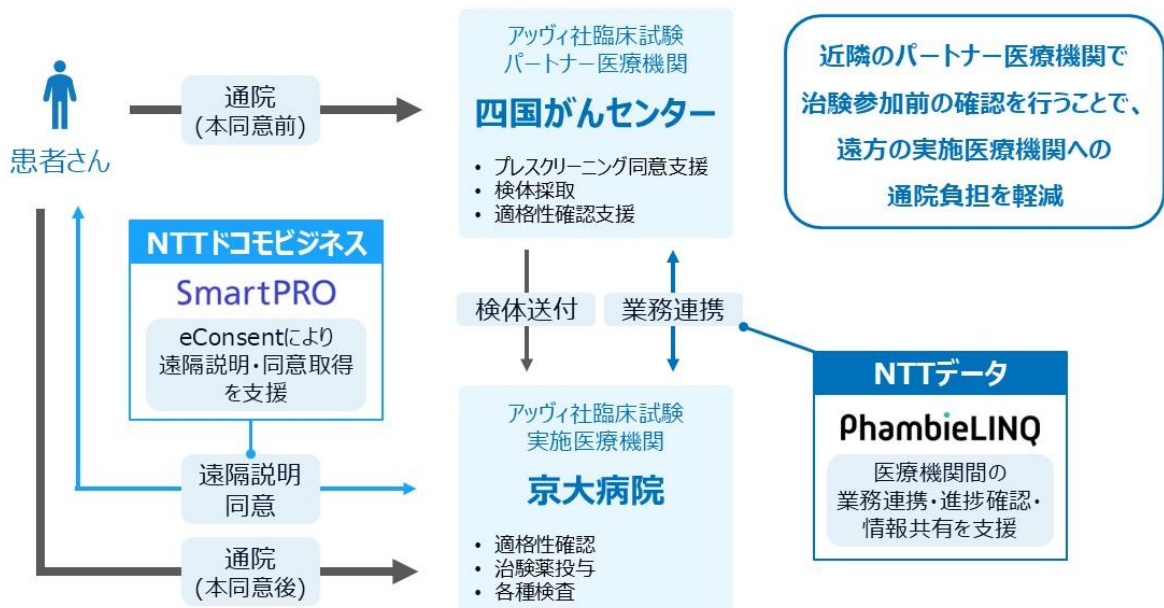 患者さん
通院
(本同意前)
アッヴィ社臨床試験
パートナー医療機関
四国がんセンター
• プレスクリーニング同意支援
• 検体採取
• 適格性確認支援
近隣のパートナー医療機関で
治験参加前の確認を行うことで、
遠方の実施医療機関への
通院負担を軽減
NTTドコモビジネス
SmartPRO
eConsentにより
遠隔説明・同意取得
を支援
検体送付
業務連携
NTTデータ
PhambieLINQ
医療機関間の
業務連携・進捗確認・
情報共有を支援
アッヴィ社臨床試験
実施医療機関
京大病院
• 適格性確認
• 治験薬投与
• 各種検査
遠隔説明
同意
通院
(本同意後)